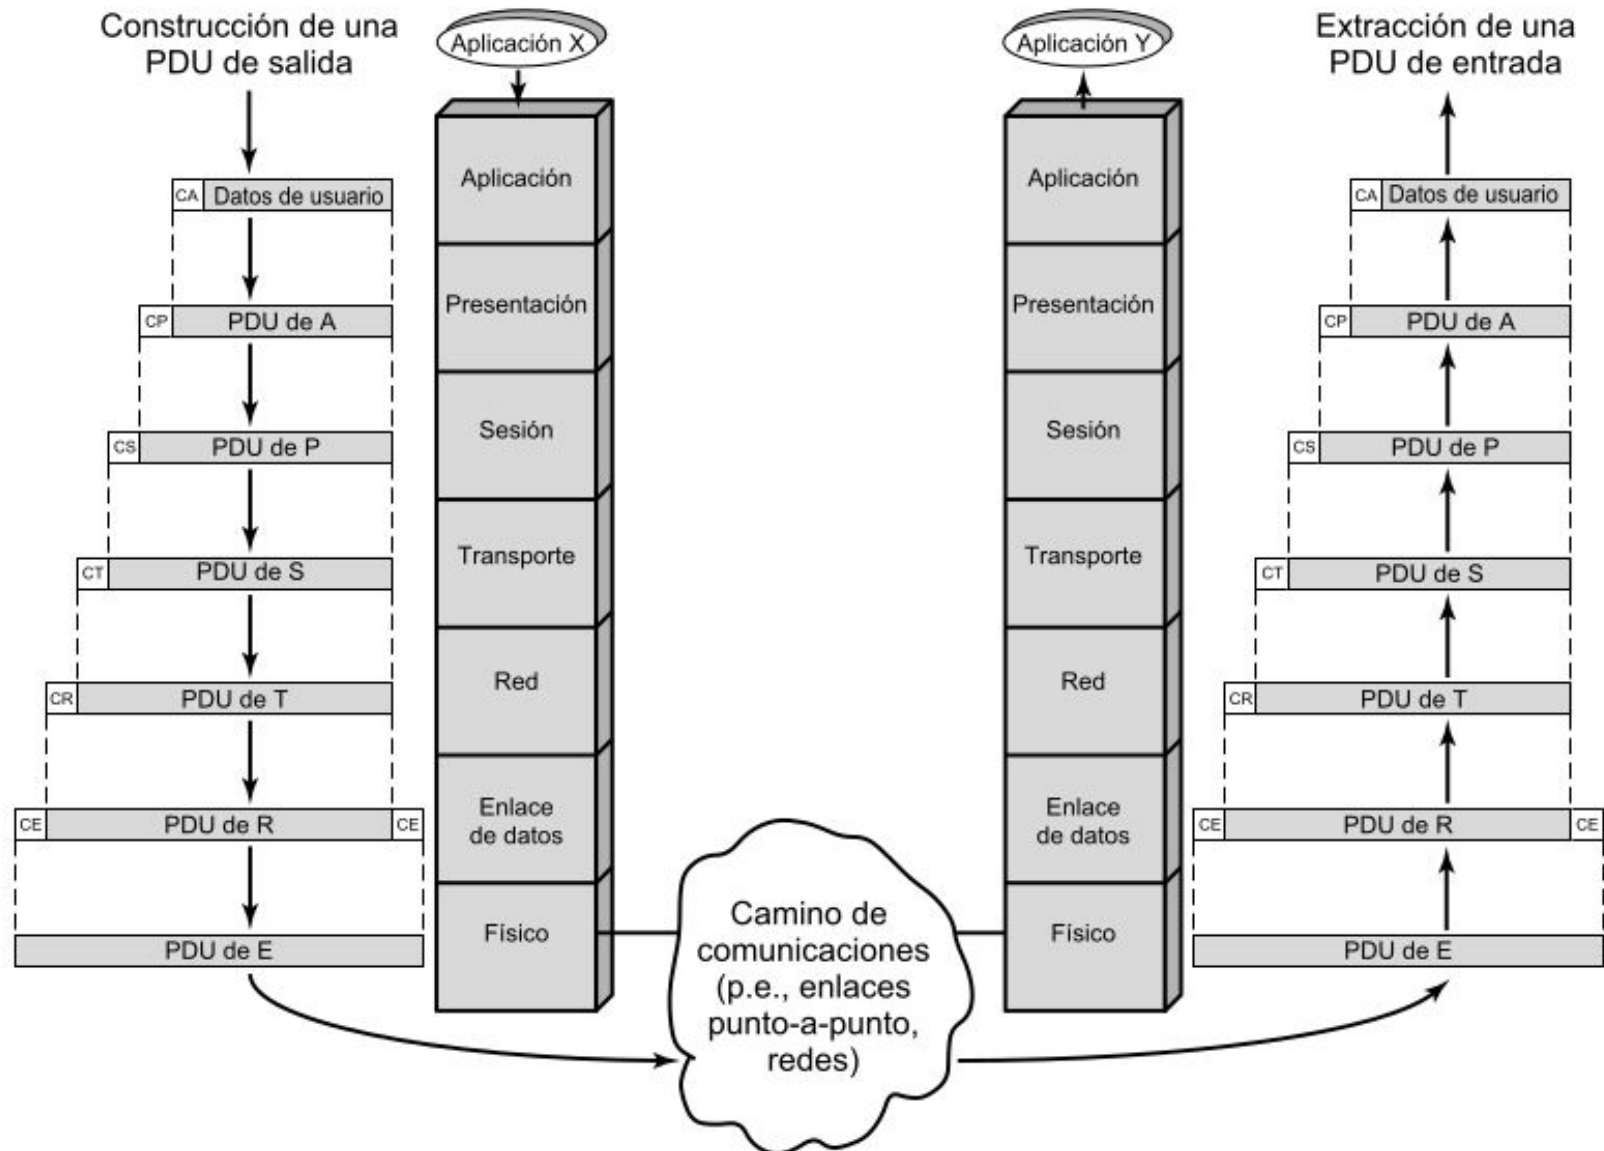 Construcción de una
PDU de salida
Aplicación X
Aplicación Y
Extracción de una
PDU de entrada
CA Datos de usuario
Aplicación
Aplicación
CA Datos de usuario
CP PDU de A
Presentación
Presentación
CP PDU de A
CS PDU de P
Sesión
Sesión
CS PDU de P
CT PDU de S
Transporte
Transporte
CT PDU de S
CR PDU de T
Red
Red
CR PDU de T
CE PDU de R CE
Enlace
de datos
Enlace
de datos
CE PDU de R CE
PDU de E
Físico
Camino de
comunicaciones
(p.e., enlaces
punto-a-punto,
redes)
Físico
PDU de E